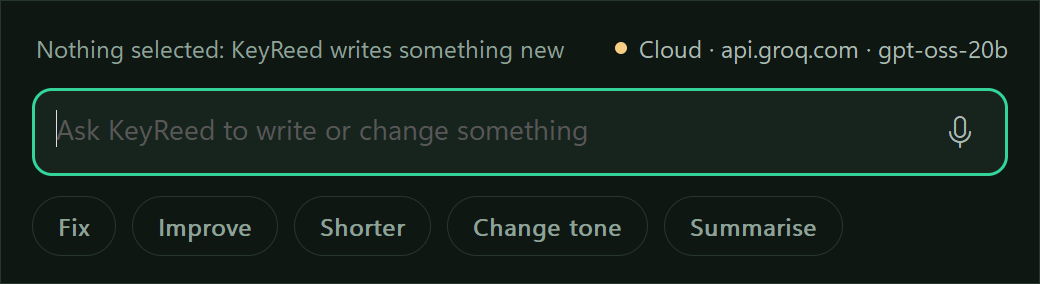 Nothing selected: KeyReed writes something new ● Cloud · api.groq.com · gpt-oss-20b
Ask KeyReed to write or change something
Fix Improve Shorter Change tone Summarise